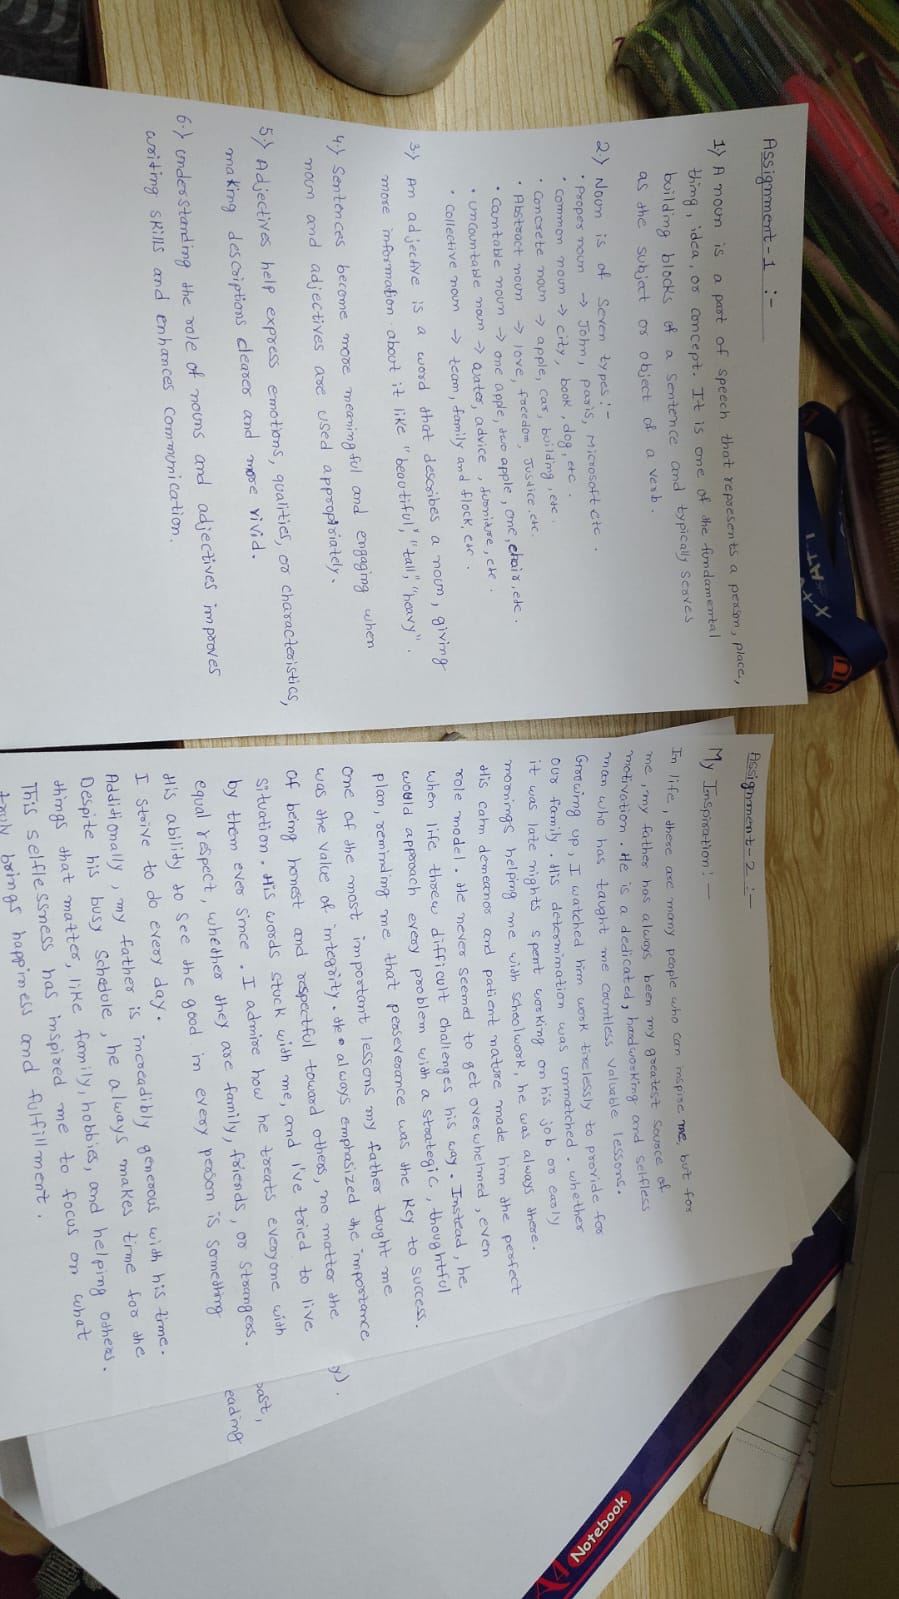 Assignment-1 :-
1) A noun is a part of speech that represents a person, place,
thing, idea, or concept. It is one of the fundamental
building blocks of a sentence and typically serves
as the subject or object of a verb.
2) Noun is of seven types:-
• Proper noun → John, paris, Microsoft etc.
• common noun → city, book, dog, etc.
• Concrete noun → apple, car, building, etc.
• Abstract noun → love, freedom, Justice, etc.
• Countable noun → one apple, two apple, one, chair, etc.
• Uncountable noun → water, advice, furniture, etc.
• Collective noun → team, family and flock, etc.
3) An adjective is a word that describes a noun, giving
more information about it like "beautiful," "tall," "heavy".
4) Sentences become more meaningful and engaging when
noun and adjectives are used appropriately.
5) Adjectives help express emotions, qualities, or characteristics,
making descriptions clearer and more vivid.
6.) understanding the role of nouns and adjectives improves
writing skills and enhances communication.
Assignment-2 :-
My Inspiration! -
In life, there are many people who can inspire me, but for
me, my father has always been my greatest source of
motivation. He is a dedicated, hardworking and selfless
man who has taught me countless valuable lessons.
Growing up, I watched him work tirelessly to provide for
our family. His determination was unmatched. whether
it was late nights spent working on his job or early
mornings helping me with schoolwork, he was always there.
His calm demeanor and patient nature made him the perfect
role model. He never seemed to get overwhelmed, even
when life threw difficult challenges his way. Instead, he
would approach every problem with a strategic, thoughtful
plan, reminding me that perseverance was the key to success.
One of the most important lessons my father taught me
was the value of integrity. He always emphasized the importance
of being honest and respectful toward others, no matter the
situation. His words stuck with me, and I've tried to live
by them ever since. I admire how he treats everyone with
equal respect, whether they are family, friends, or strangers.
His ability to see the good in every person is something
I strive to do every day.
Additionally, my father is increadibly generous with his time.
Despite his busy schedule, he always makes time for the
things that matter, like family, hobbies, and helping others.
This selflessness has inspired me to focus on what
truly brings happiness and fulfillment.
y).
past,
eading
A4 Notebook